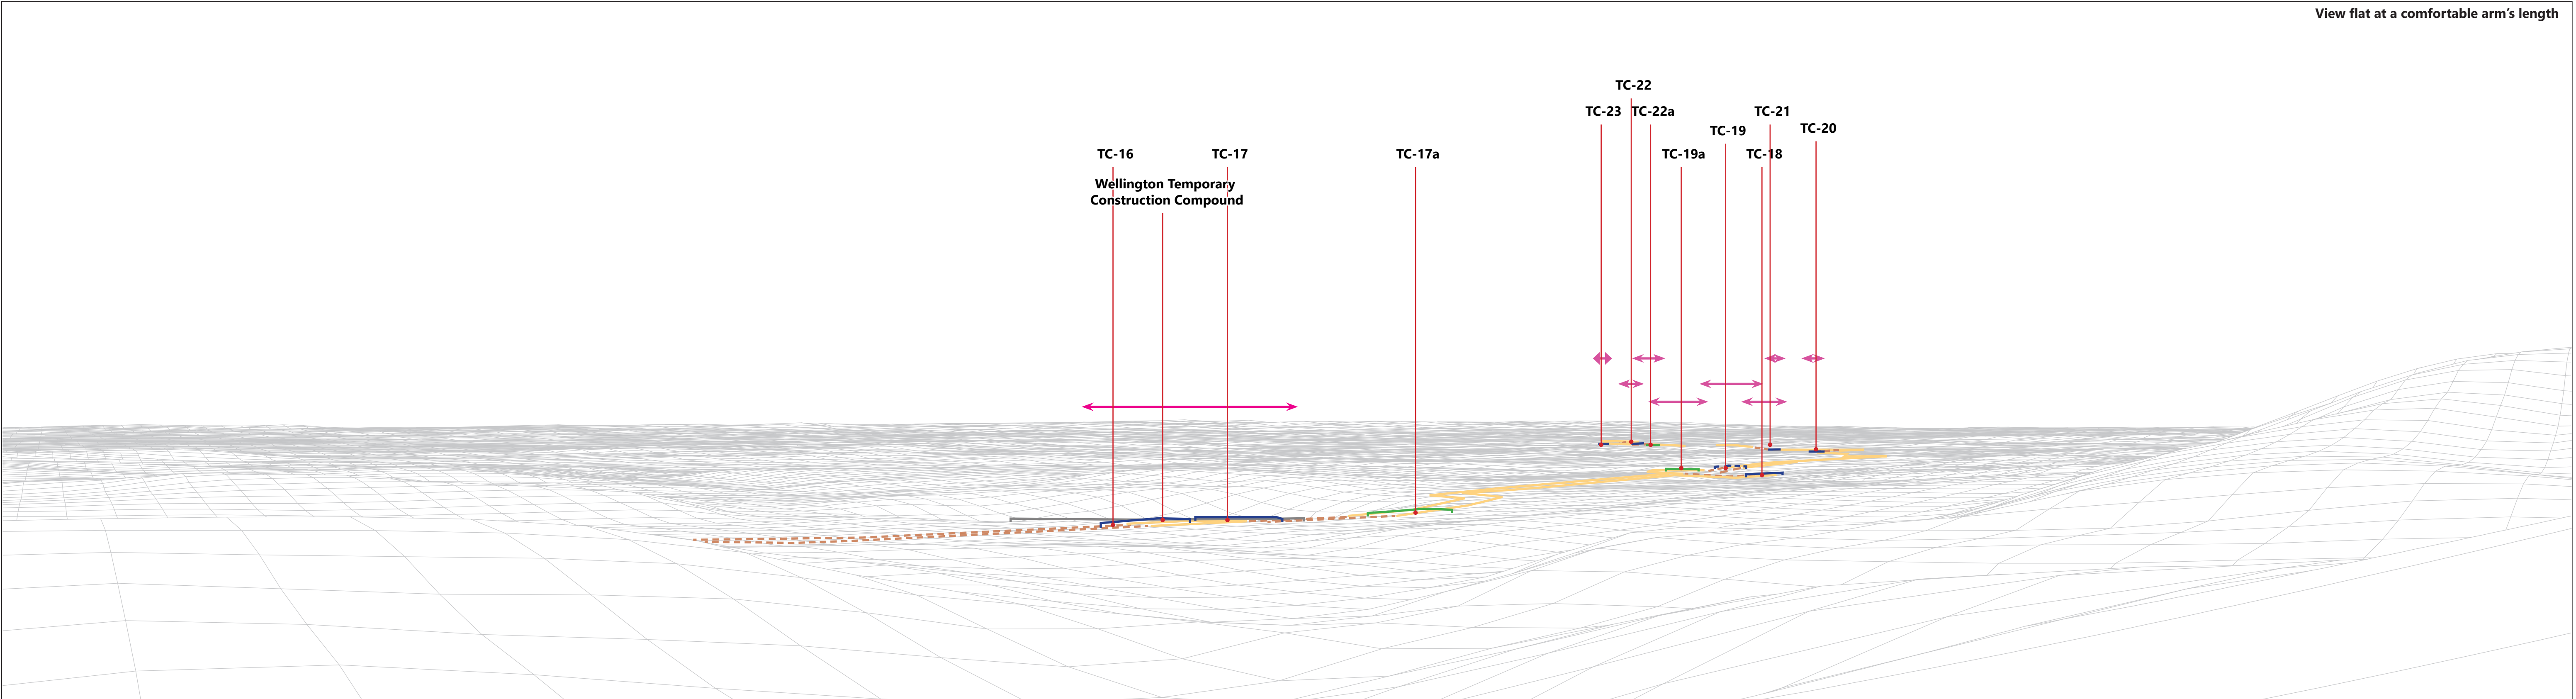 View flat at a comfortable arm's length
TC-22
TC-23
TC-22a
TC-21
TC-19
TC-20
TC-16
TC-17
TC-17a
TC-19a
TC-18
Wellington Temporary
Construction Compound